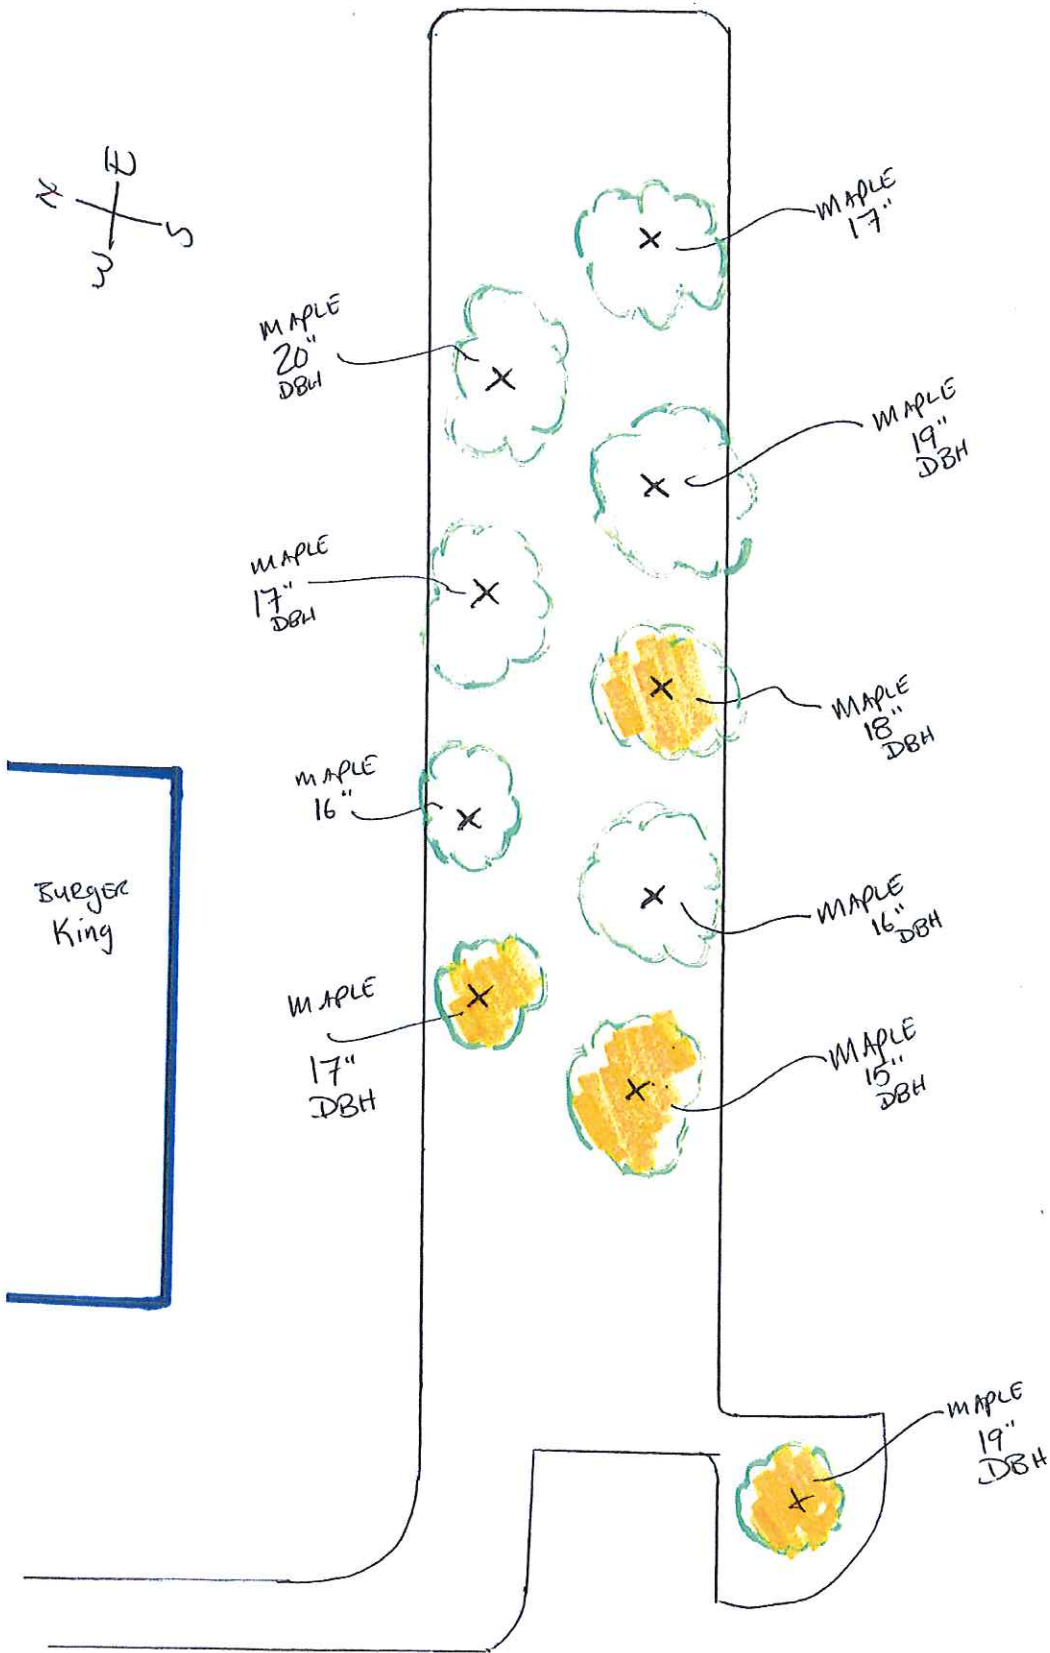 E
N
S
W
MAPLE
17"
MAPLE
20"
DBH
MAPLE
19"
DBH
MAPLE
17"
DBH
MAPLE
18"
DBH
MAPLE
16"
Burger
King
MAPLE
16"
DBH
MAPLE
17"
DBH
MAPLE
15"
DBH
MAPLE
19"
DBH